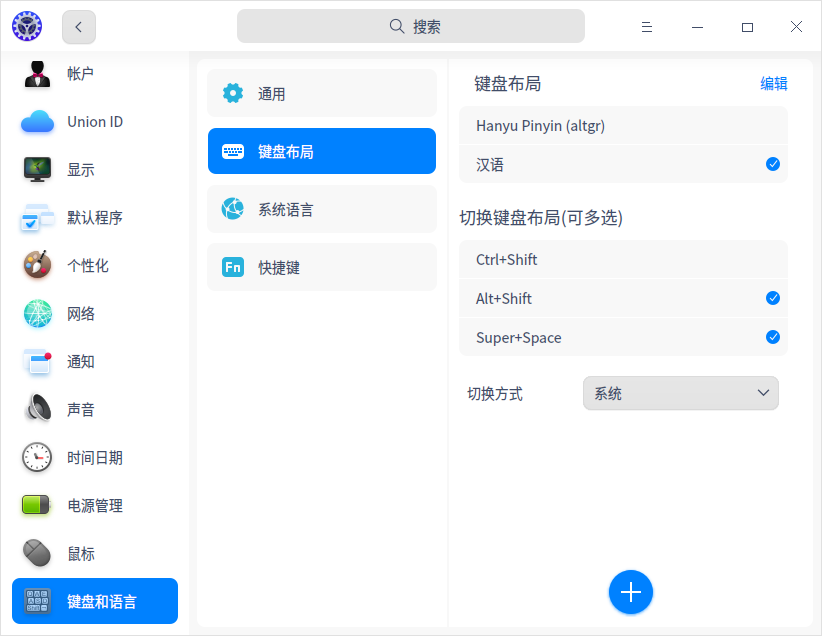 搜索
帐户
Union ID
显示
默认程序
个性化
网络
通知
声音
时间日期
电源管理
鼠标
键盘和语言
通用
键盘布局
系统语言
Fn 快捷键
键盘布局 编辑
Hanyu Pinyin (altgr)
汉语
切换键盘布局(可多选)
Ctrl+Shift
Alt+Shift
Super+Space
切换方式 系统